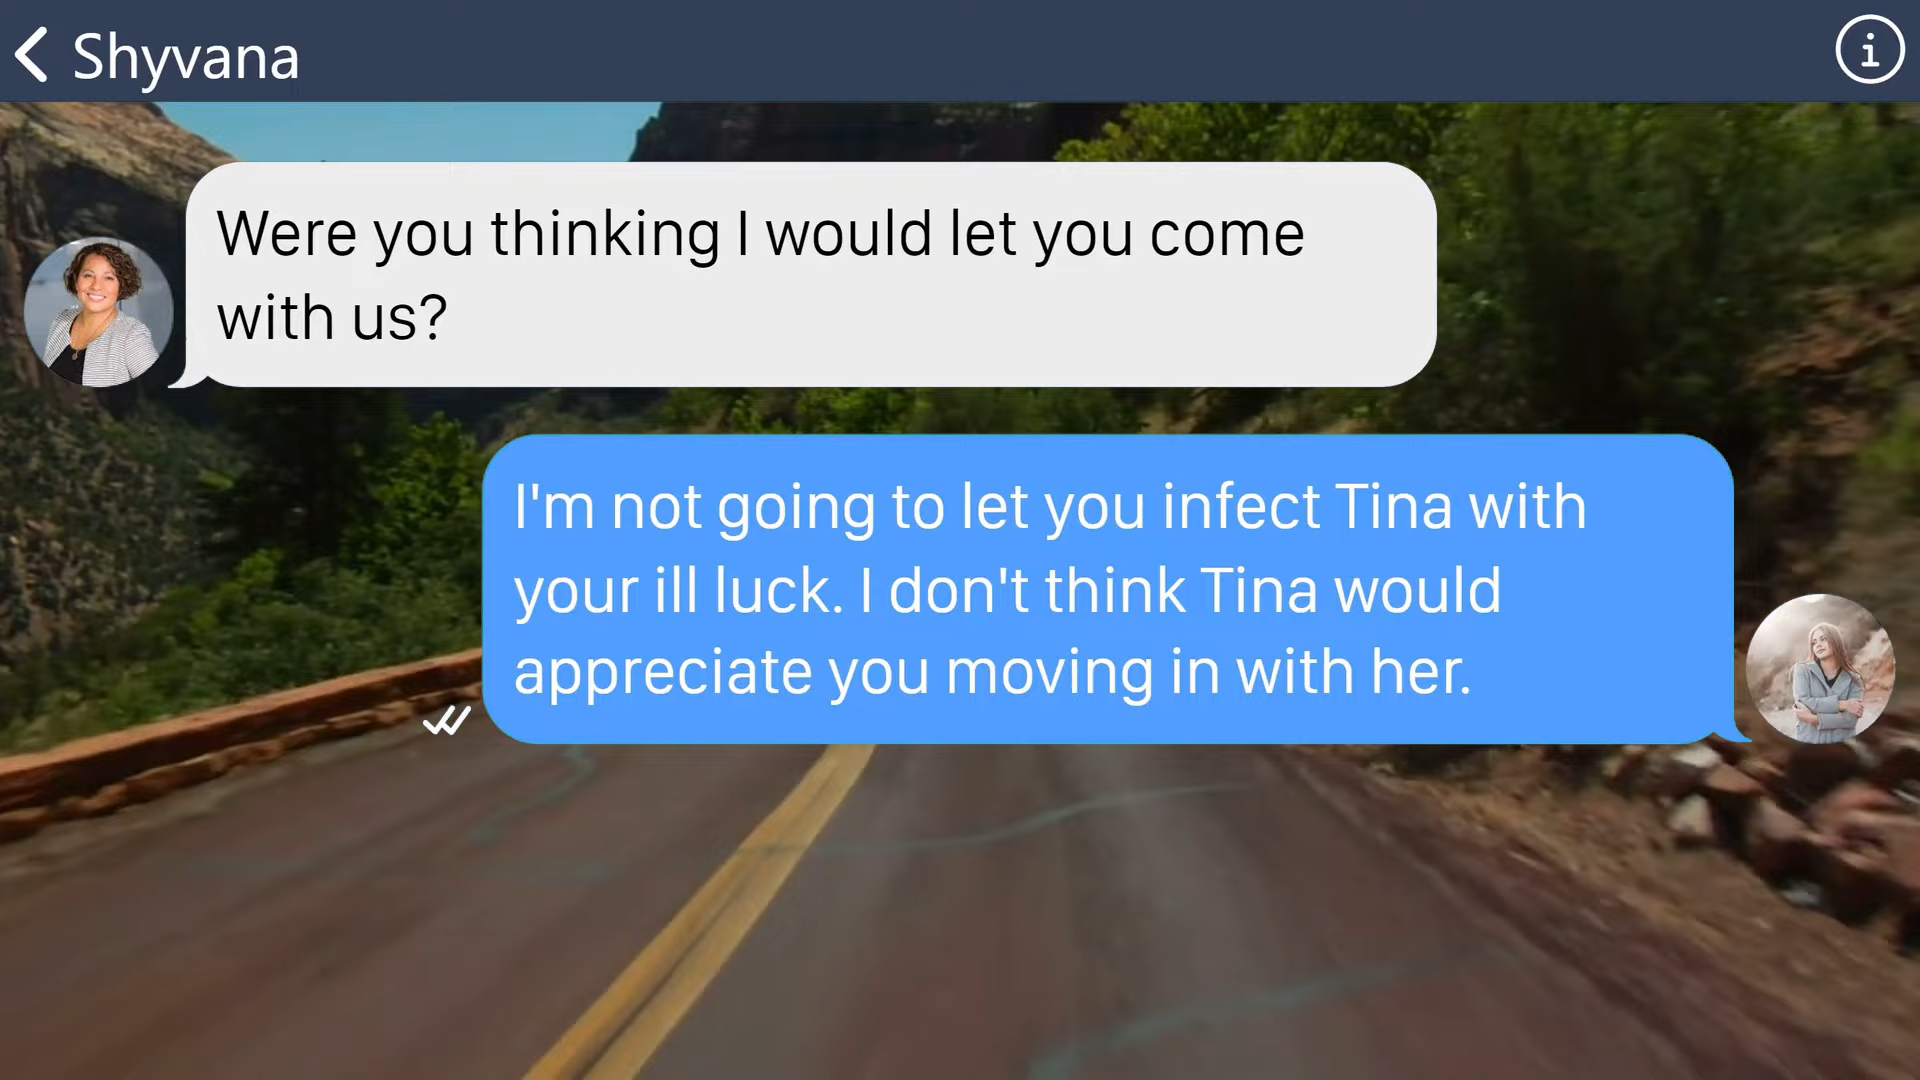 Shyvana
Were you thinking I would let you come
with us?
I'm not going to let you infect Tina with
your ill luck. I don't think Tina would
appreciate you moving in with her.